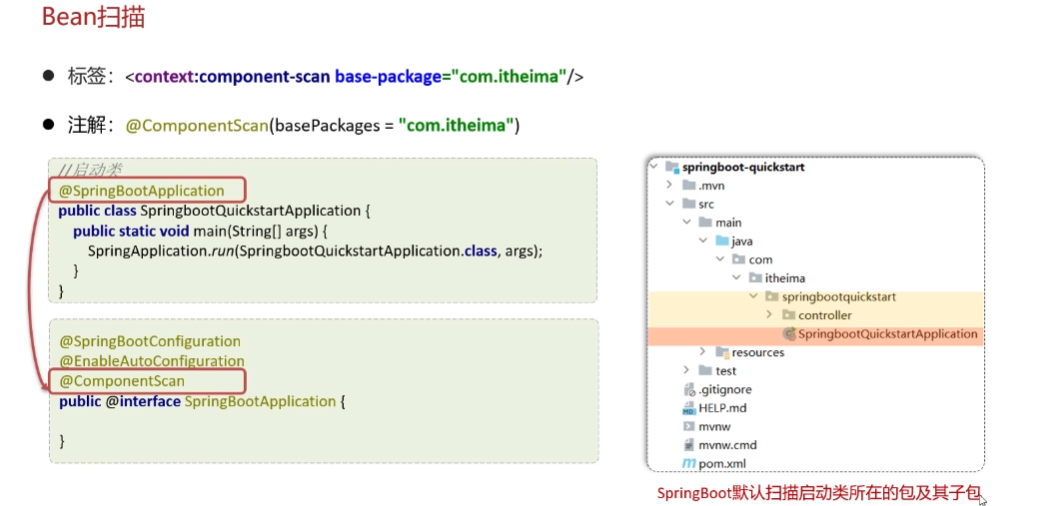 Bean扫描
● 标签：<context:component-scan base-package="com.itheima"/>
● 注解：@ComponentScan(basePackages = "com.itheima")
//启动类
@SpringBootApplication
public class SpringbootQuickstartApplication {
public static void main(String[] args) {
SpringApplication.run(SpringbootQuickstartApplication.class, args);
}
}
@SpringBootConfiguration
@EnableAutoConfiguration
@ComponentScan
public @interface SpringBootApplication {
}
springboot-quickstart
.mvn
src
main
java
com
itheima
springbootquickstart
controller
SpringbootQuickstartApplication
resources
test
.gitignore
HELP.md
mvnw
mvnw.cmd
pom.xml
SpringBoot默认扫描启动类所在的包及其子包